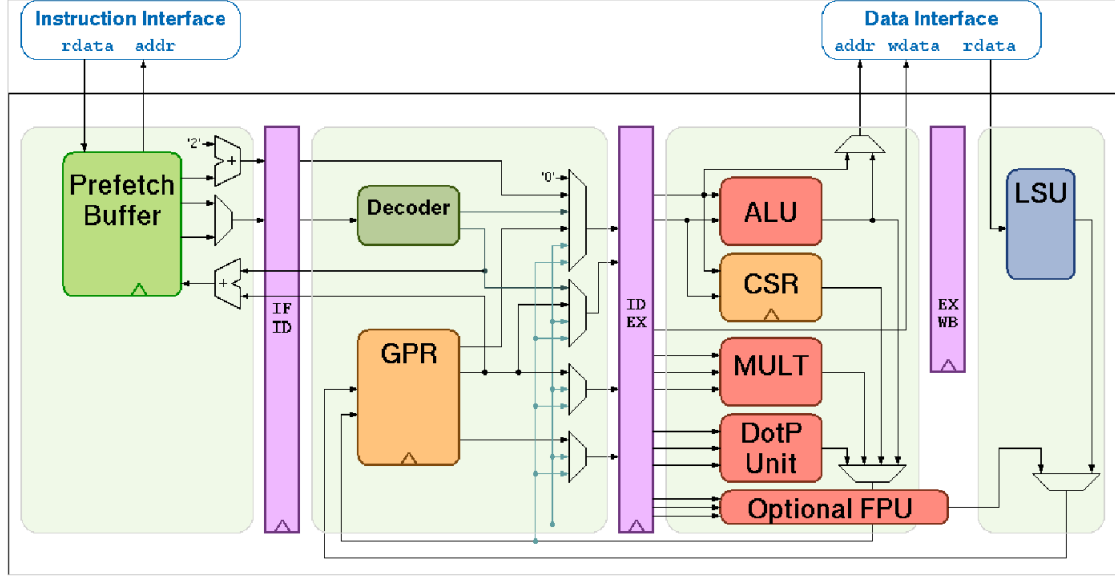 Instruction Interface
rdata addr
Data Interface
addr wdata rdata
'2'
+
Prefetch
Buffer
+
IF
ID
Decoder
GPR
'0'
ID
EX
ALU
CSR
MULT
DotP
Unit
Optional FPU
EX
WB
LSU